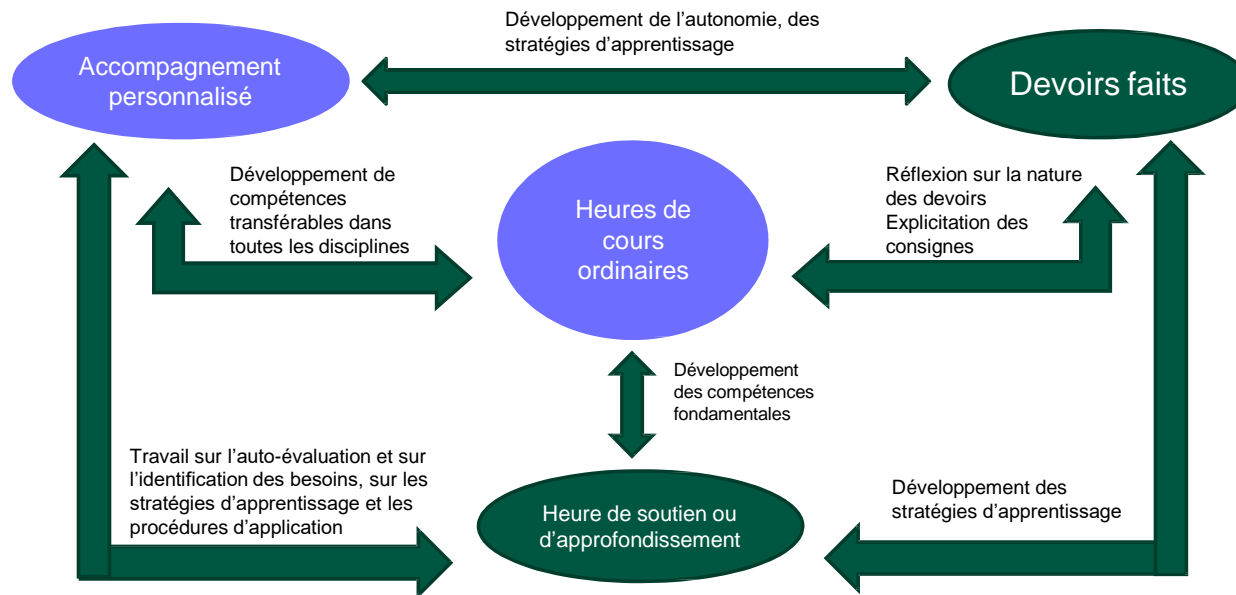 Développement de l’autonomie, des
stratégies d’apprentissage
Accompagnement
personnalisé
Devoirs faits
Développement de
compétences
transférables dans
toutes les disciplines
Heures de
cours
ordinaires
Réflexion sur la nature
des devoirs
Explicitation des
consignes
Développement
des compétences
fondamentales
Travail sur l’auto-évaluation et sur
l’identification des besoins, sur les
stratégies d’apprentissage et les
procédures d’application
Heure de soutien ou
d’approfondissement
Développement des
stratégies d’apprentissage